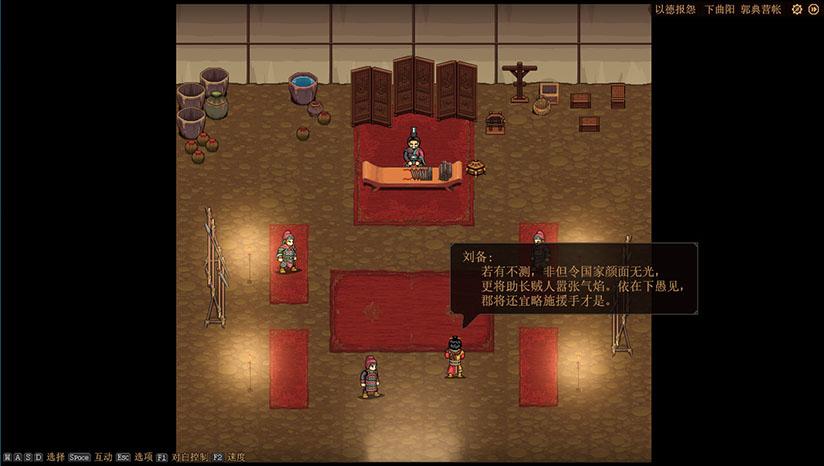 以德报怨 下曲阳 郭典营帐
刘备:
若有不测，非但令国家颜面无光，
更将助长贼人嚣张气焰。依在下愚见，
郡将还宜略施援手才是。
W A S D 选择 Space 互动 Esc 选项 F1 对白控制 F2 速度